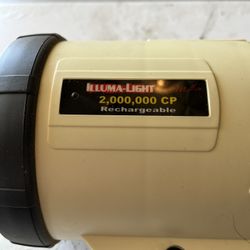 ILLUMA-LIGHT
2,000,000 CP
Rechargeable